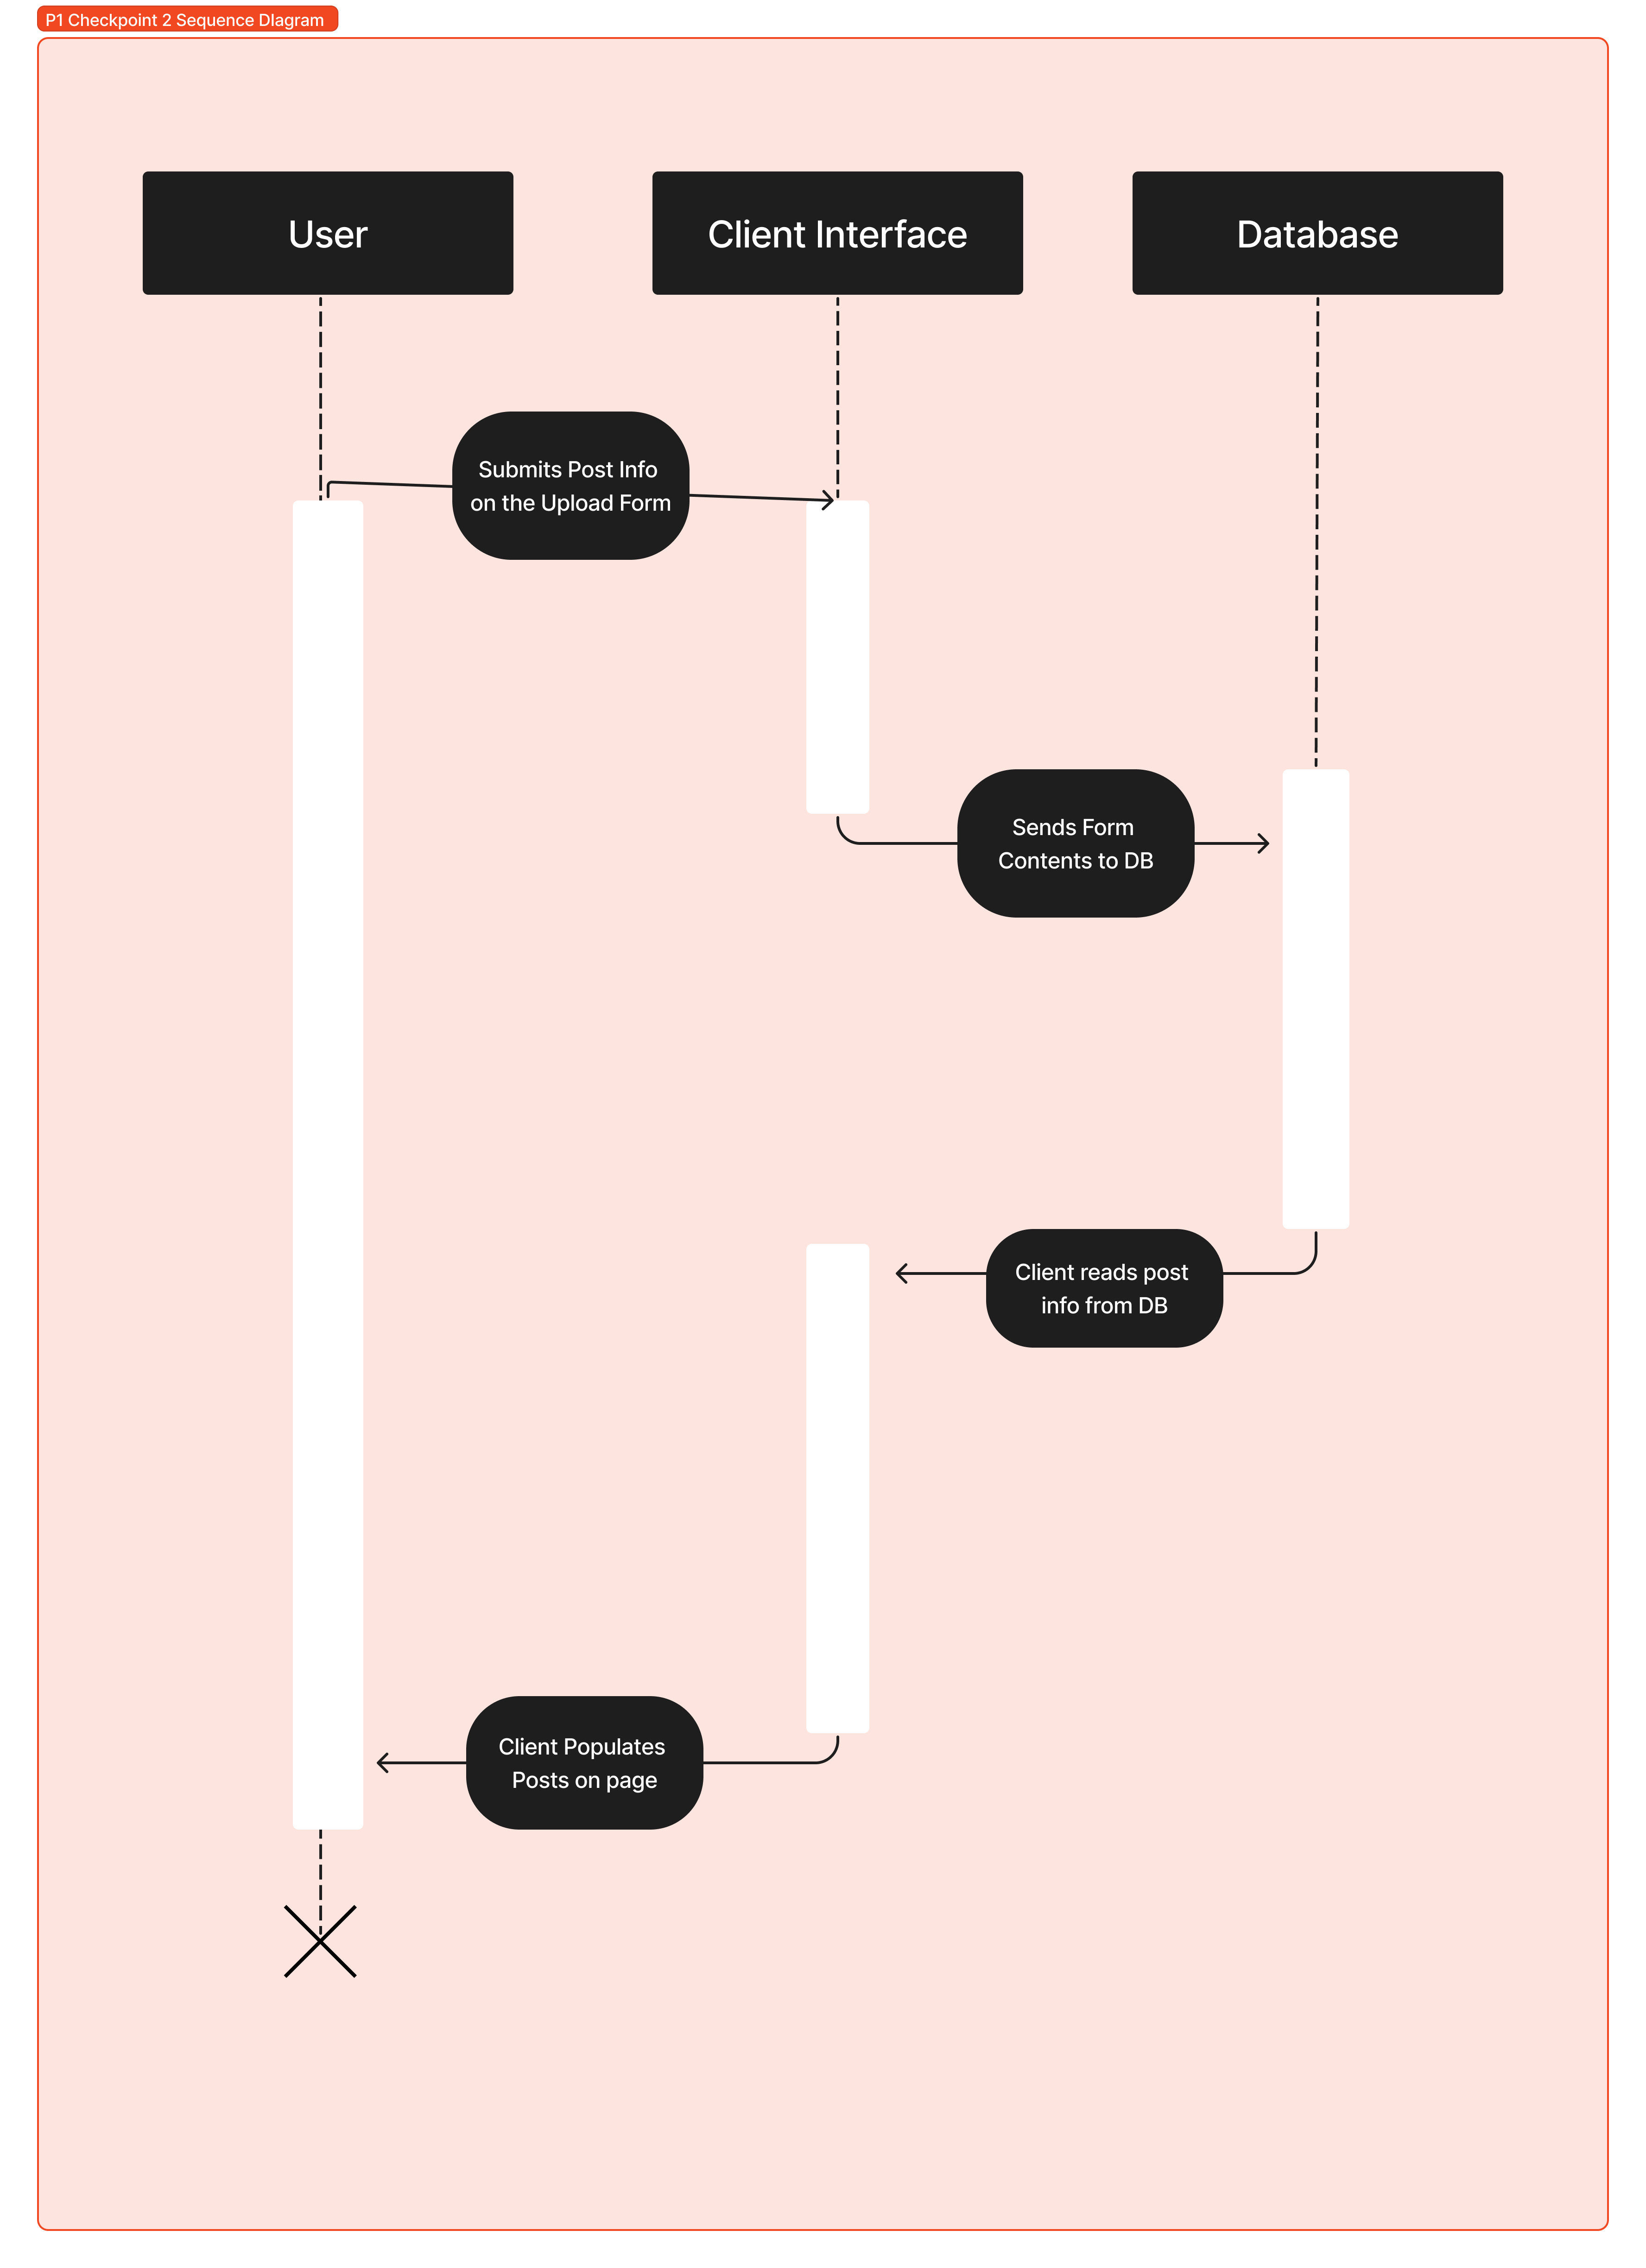 P1 Checkpoint 2 Sequence DIagram
User
Client Interface
Database
Submits Post Info
on the Upload Form
Sends Form
Contents to DB
Client reads post
info from DB
Client Populates
Posts on page